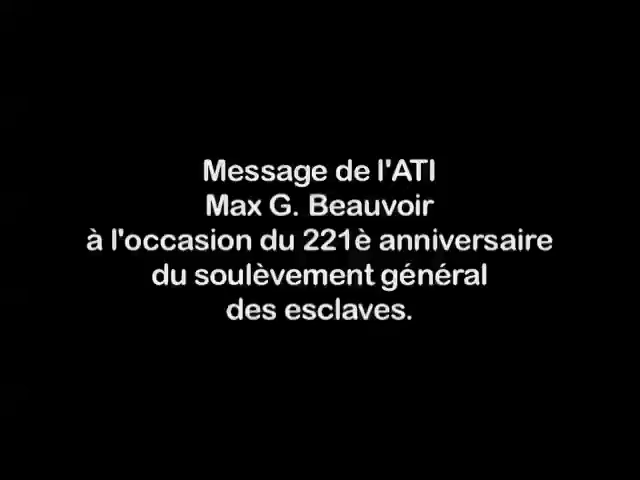 Message de l'ATI
Max G. Beauvoir
à l'occasion du 221è anniversaire
du soulèvement général
des esclaves.